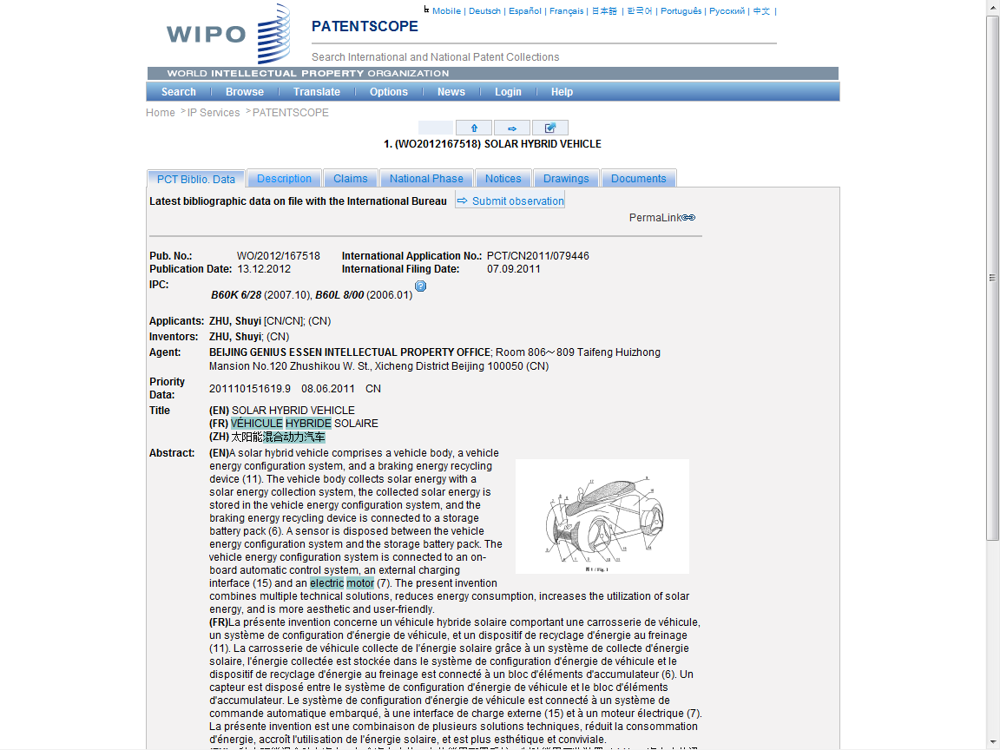 Mobile | Deutsch | Español | Français | 日本語 | 한국어 | Português | Русский | 中文 |
WIPO
PATENTSCOPE
Search International and National Patent Collections
WORLD INTELLECTUAL PROPERTY ORGANIZATION
Search Browse Translate Options News Login Help
Home > IP Services > PATENTSCOPE
1. (WO2012167518) SOLAR HYBRID VEHICLE
PCT Biblio. Data Description Claims National Phase Notices Drawings Documents
Latest bibliographic data on file with the International Bureau Submit observation
PermaLink
Pub. No.: WO/2012/167518 International Application No.: PCT/CN2011/079446
Publication Date: 13.12.2012 International Filing Date: 07.09.2011
IPC:
B60K 6/28 (2007.10), B60L 8/00 (2006.01)
Applicants: ZHU, Shuyi [CN/CN]; (CN)
Inventors: ZHU, Shuyi; (CN)
Agent: BEIJING GENIUS ESSEN INTELLECTUAL PROPERTY OFFICE; Room 806～809 Taifeng Huizhong
Mansion No.120 Zhushikou W. St., Xicheng District Beijing 100050 (CN)
Priority
Data: 201110151619.9 08.06.2011 CN
Title (EN) SOLAR HYBRID VEHICLE
(FR) VÉHICULE HYBRIDE SOLAIRE
(ZH) 太阳能混合动力汽车
Abstract: (EN)A solar hybrid vehicle comprises a vehicle body, a vehicle
energy configuration system, and a braking energy recycling
device (11). The vehicle body collects solar energy with a
solar energy collection system, the collected solar energy is
stored in the vehicle energy configuration system, and the
braking energy recycling device is connected to a storage
battery pack (6). A sensor is disposed between the vehicle
energy configuration system and the storage battery pack. The
vehicle energy configuration system is connected to an on-
board automatic control system, an external charging
interface (15) and an electric motor (7). The present invention
combines multiple technical solutions, reduces energy consumption, increases the utilization of solar
energy, and is more aesthetic and user-friendly.
图 1 / Fig. 1
(FR)La présente invention concerne un véhicule hybride solaire comportant une carrosserie de véhicule,
un système de configuration d'énergie de véhicule, et un dispositif de recyclage d'énergie au freinage
(11). La carrosserie de véhicule collecte de l'énergie solaire grâce à un système de collecte d'énergie
solaire, l'énergie collectée est stockée dans le système de configuration d'énergie de véhicule et le
dispositif de recyclage d'énergie au freinage est connecté à un bloc d'éléments d'accumulateur (6). Un
capteur est disposé entre le système de configuration d'énergie de véhicule et le bloc d'éléments
d'accumulateur. Le système de configuration d'énergie de véhicule est connecté à un système de
commande automatique embarqué, à une interface de charge externe (15) et à un moteur électrique (7).
La présente invention est une combinaison de plusieurs solutions techniques, réduit la consommation
d'énergie, accroît l'utilisation de l'énergie solaire, et est plus esthétique et conviviale.